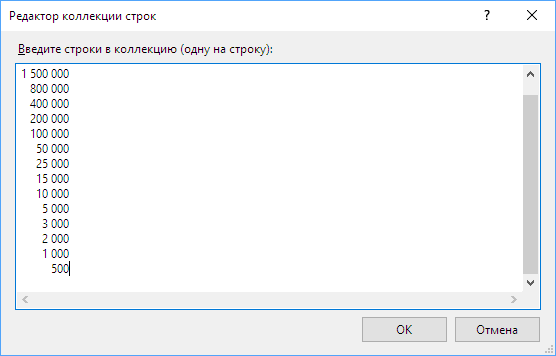 Редактор коллекции строк
Введите строки в коллекцию (одну на строку):
1 500 000
800 000
400 000
200 000
100 000
50 000
25 000
15 000
10 000
5 000
3 000
2 000
1 000
500
ОК
Отмена